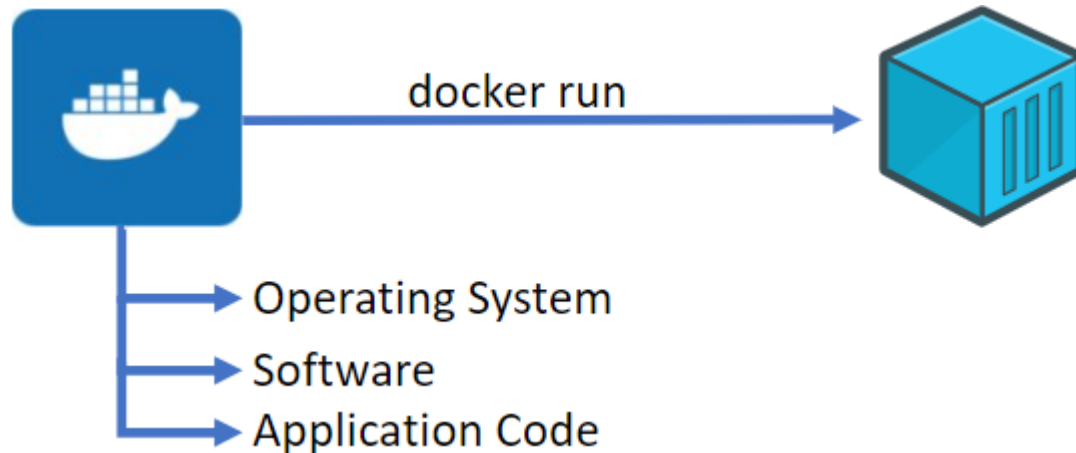 docker run
Operating System
Software
Application Code